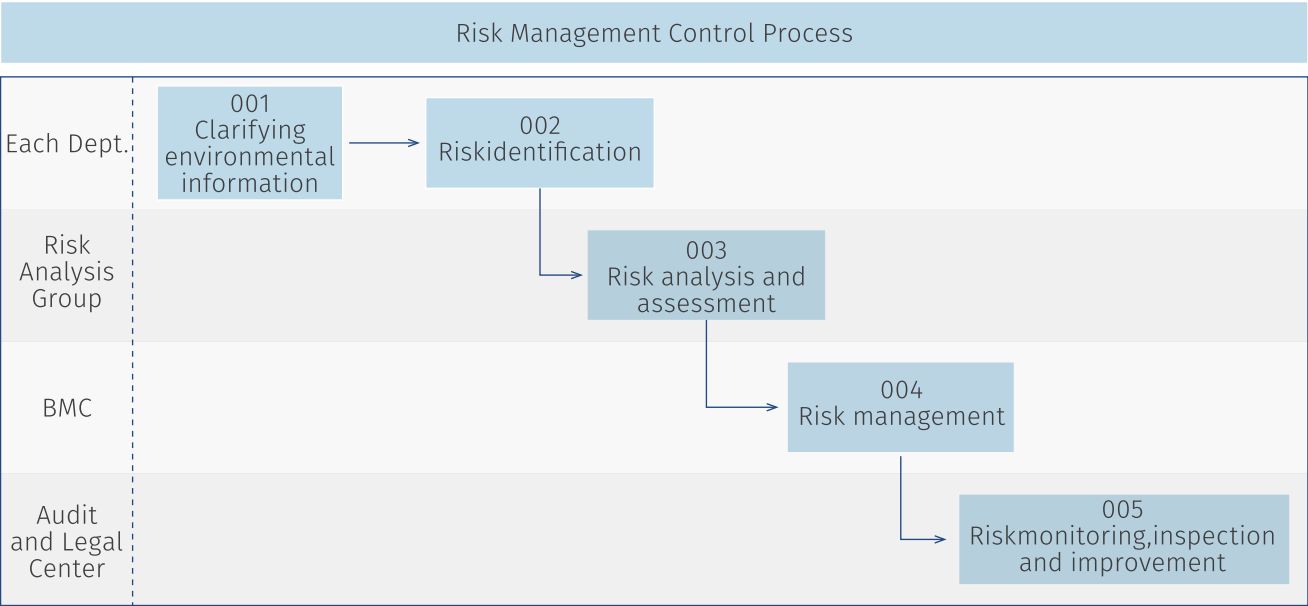 Risk Management Control Process
Each Dept.
001
Clarifying
environmental
information
002
Riskidentification
Risk
Analysis
Group
003
Risk analysis and
assessment
BMC
004
Risk management
Audit
and Legal
Center
005
Riskmonitoring,inspection
and improvement